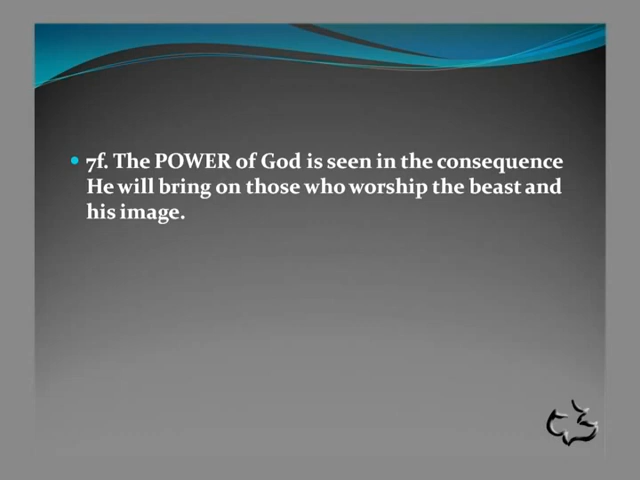 • 7f. The POWER of God is seen in the consequence
He will bring on those who worship the beast and
his image.